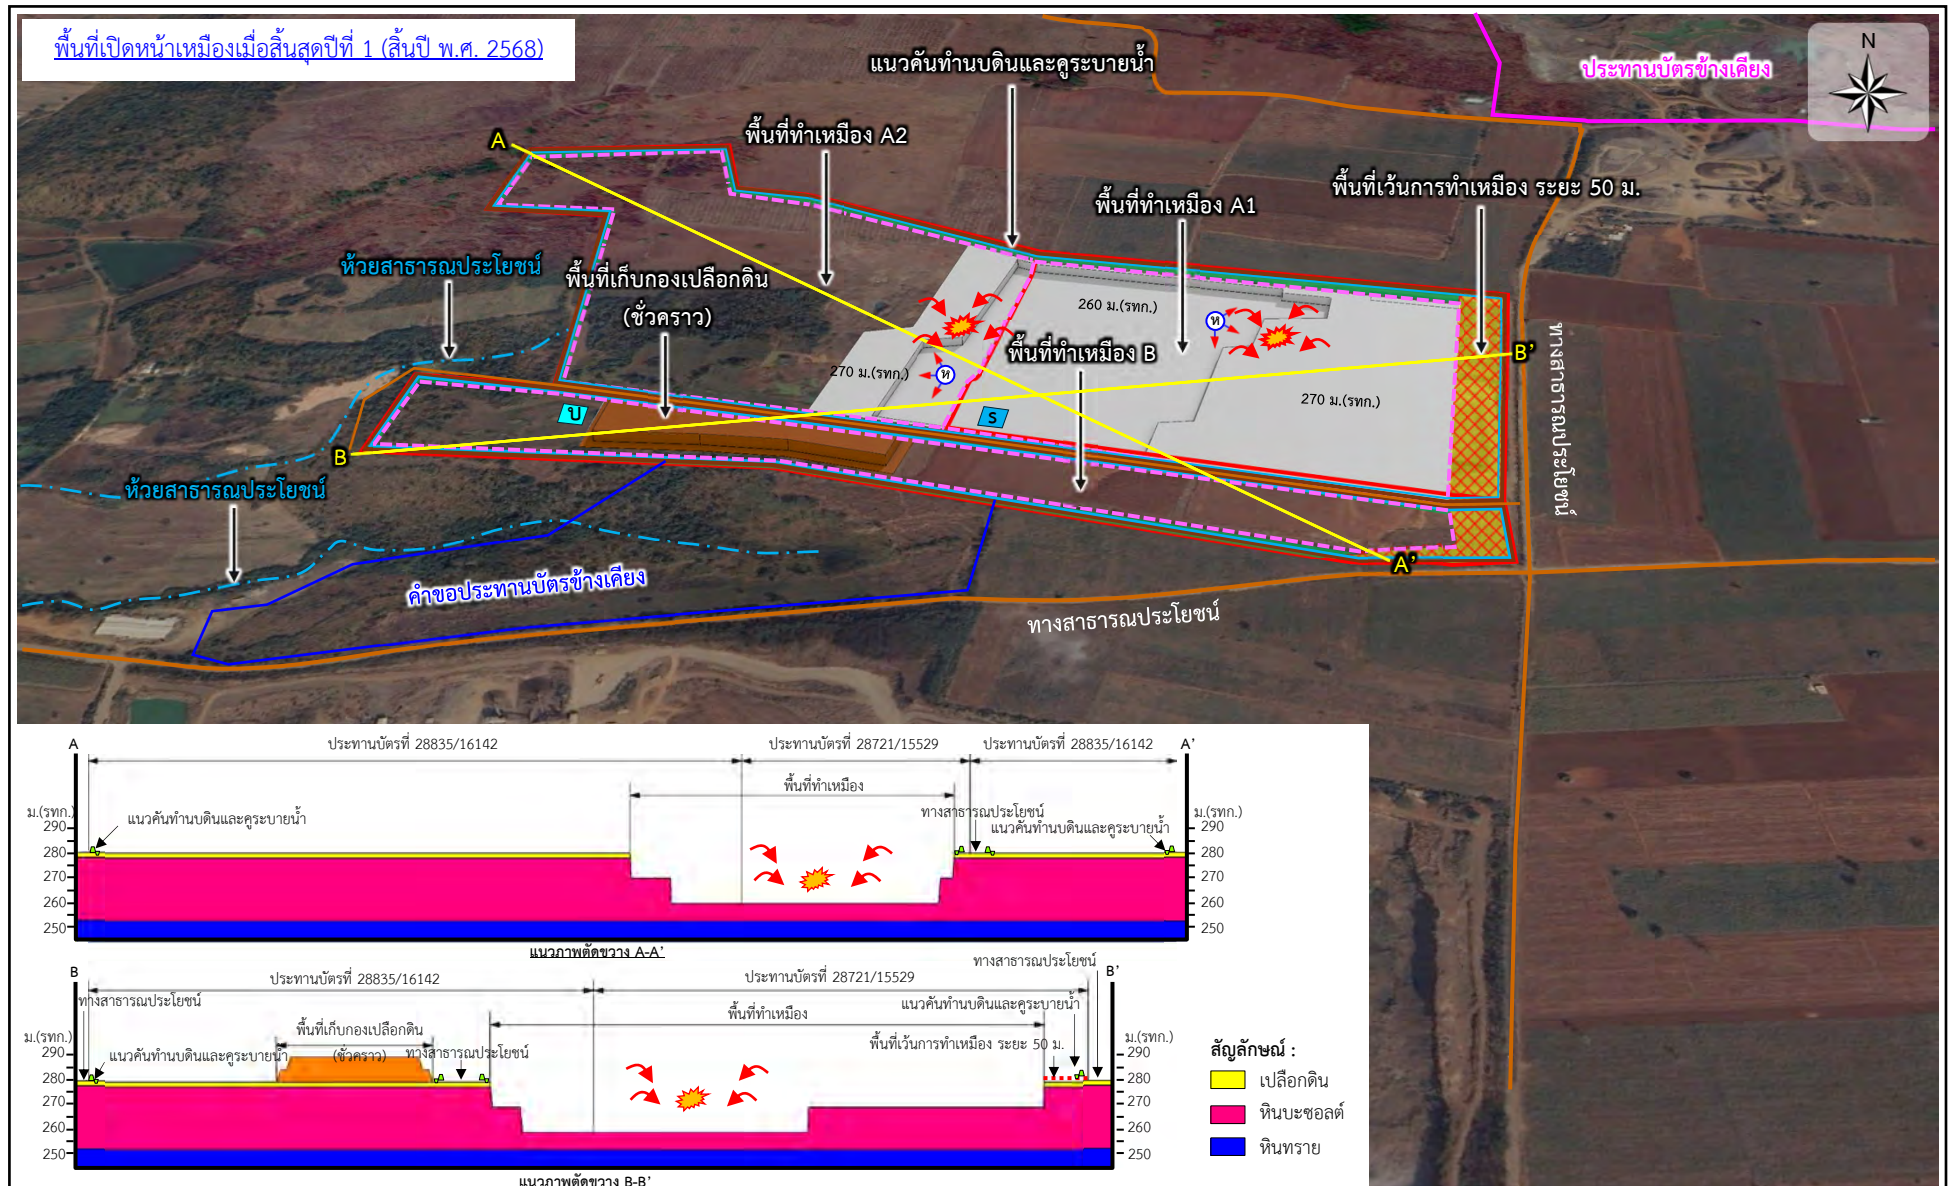 พื้นที่เปิดหน้าเหมืองเมื่อสิ้นสุดปีที่ 1 (สิ้นปี พ.ศ. 2568)
N
ประทานบัตรข้างเคียง
แนวคันทำนบดินและคูระบายน้ำ
พื้นที่ทำเหมือง A2
A
พื้นที่เว้นการทำเหมือง ระยะ 50 ม.
พื้นที่ทำเหมือง A1
ห้วยสาธารณประโยชน์
พื้นที่เก็บกองเปลือกดิน
(ชั่วคราว)
260 ม.(รทก.)
ห
พื้นที่ทำเหมือง B
B'
270 ม.(รทก.)
ห
270 ม.(รทก.)
ทางสาธารณประโยชน์
บ
S
B
ห้วยสาธารณประโยชน์
A'
คำขอประทานบัตรข้างเคียง
ทางสาธารณประโยชน์
A
ประทานบัตรที่ 28835/16142
ประทานบัตรที่ 28721/15529
ประทานบัตรที่ 28835/16142
A'
พื้นที่ทำเหมือง
ม.(รทก.)
แนวคันทำนบดินและคูระบายน้ำ
ทางสาธารณประโยชน์
แนวคันทำนบดินและคูระบายน้ำ
ม.(รทก.)
290
290
280
280
270
270
260
260
250
250
แนวภาพตัดขวาง A-A'
B
ประทานบัตรที่ 28835/16142
ประทานบัตรที่ 28721/15529
ทางสาธารณประโยชน์
B'
ทางสาธารณประโยชน์
แนวคันทำนบดินและคูระบายน้ำ
พื้นที่ทำเหมือง
พื้นที่เก็บกองเปลือกดิน
(ชั่วคราว)
ม.(รทก.)
แนวคันทำนบดินและคูระบายน้ำ
ทางสาธารณประโยชน์
พื้นที่เว้นการทำเหมือง ระยะ 50 ม.
ม.(รทก.)
290
290
280
280
270
270
260
260
250
250
แนวภาพตัดขวาง B-B'
สัญลักษณ์ :
เปลือกดิน
หินบะซอลต์
หินทราย